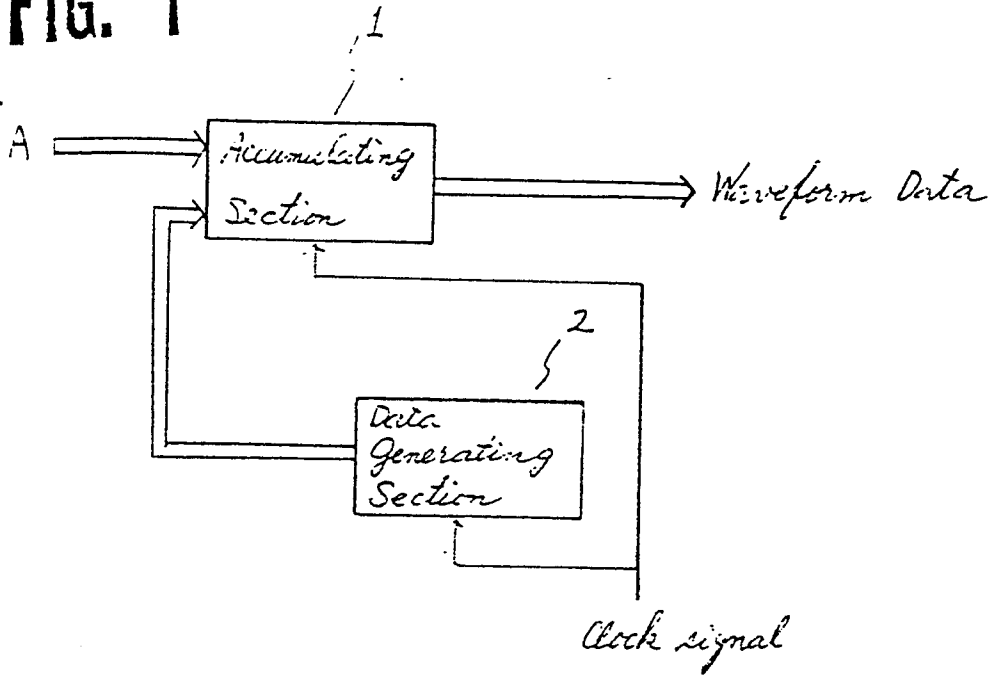 FIG. 1
1
A
Accumulating
Section
Waveform Data
2
Data
Generating
Section
Clock signal